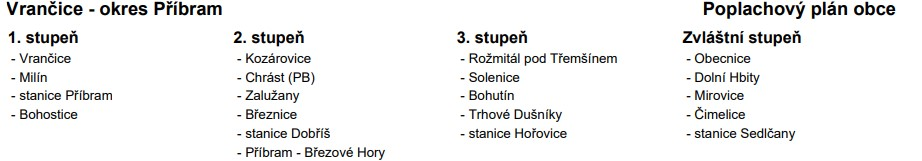 Vrančice - okres Příbram
Poplachový plán obce
1. stupeň
- Vrančice
- Milín
- stanice Příbram
- Bohostice
2. stupeň
- Kozárovice
- Chrást (PB)
- Zalužany
- Březnice
- stanice Dobříš
- Příbram - Březové Hory
3. stupeň
- Rožmitál pod Třemšínem
- Solenice
- Bohutín
- Trhové Dušníky
- stanice Hořovice
Zvláštní stupeň
- Obecnice
- Dolní Hbity
- Mirovice
- Čimelice
- stanice Sedlčany